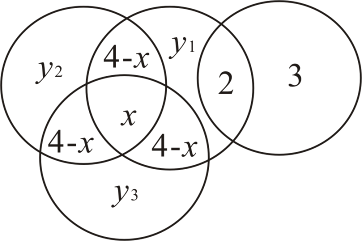 y₂ 4-x y₁ 2 3
x
4-x 4-x
y₃